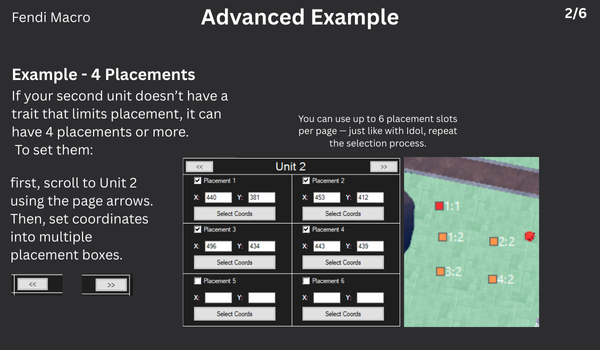 Fendi Macro
Advanced Example
2/6
Example - 4 Placements
If your second unit doesn’t have a
trait that limits placement, it can
have 4 placements or more.
To set them:
first, scroll to Unit 2
using the page arrows.
Then, set coordinates
into multiple
placement boxes.
<< >>
You can use up to 6 placement slots
per page — just like with Idol, repeat
the selection process.
<< Unit 2 >>
Placement 1
X: 440 Y: 381
Select Coords
Placement 2
X: 453 Y: 412
Select Coords
Placement 3
X: 496 Y: 434
Select Coords
Placement 4
X: 443 Y: 439
Select Coords
Placement 5
X: Y:
Select Coords
Placement 6
X: Y:
Select Coords
1:1
1:2
2:2
3:2
4:2